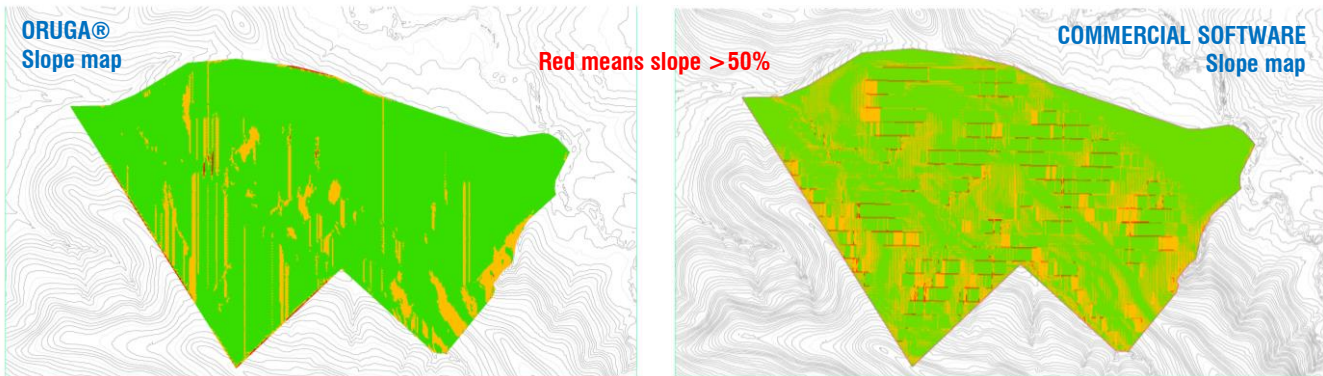 ORUGA®
Slope map
Red means slope >50%
COMMERCIAL SOFTWARE
Slope map